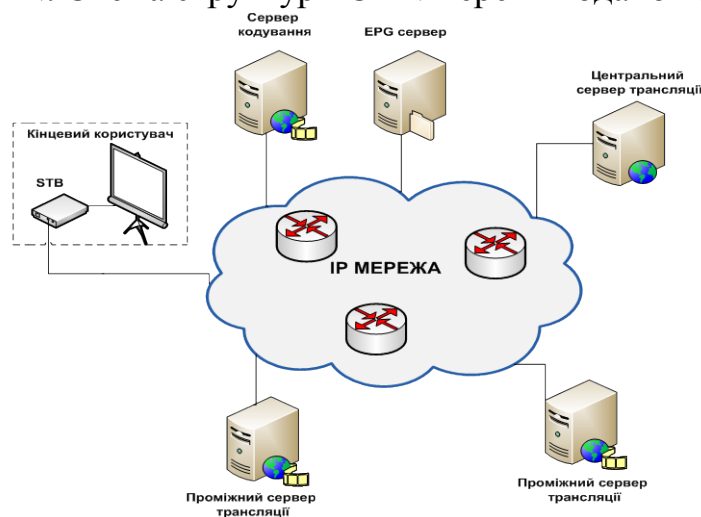 Сервер
кодування
EPG сервер
Центральний
сервер трансляції
Кінцевий користувач
STB
IP МЕРЕЖА
Проміжний сервер
трансляції
Проміжний сервер
трансляції